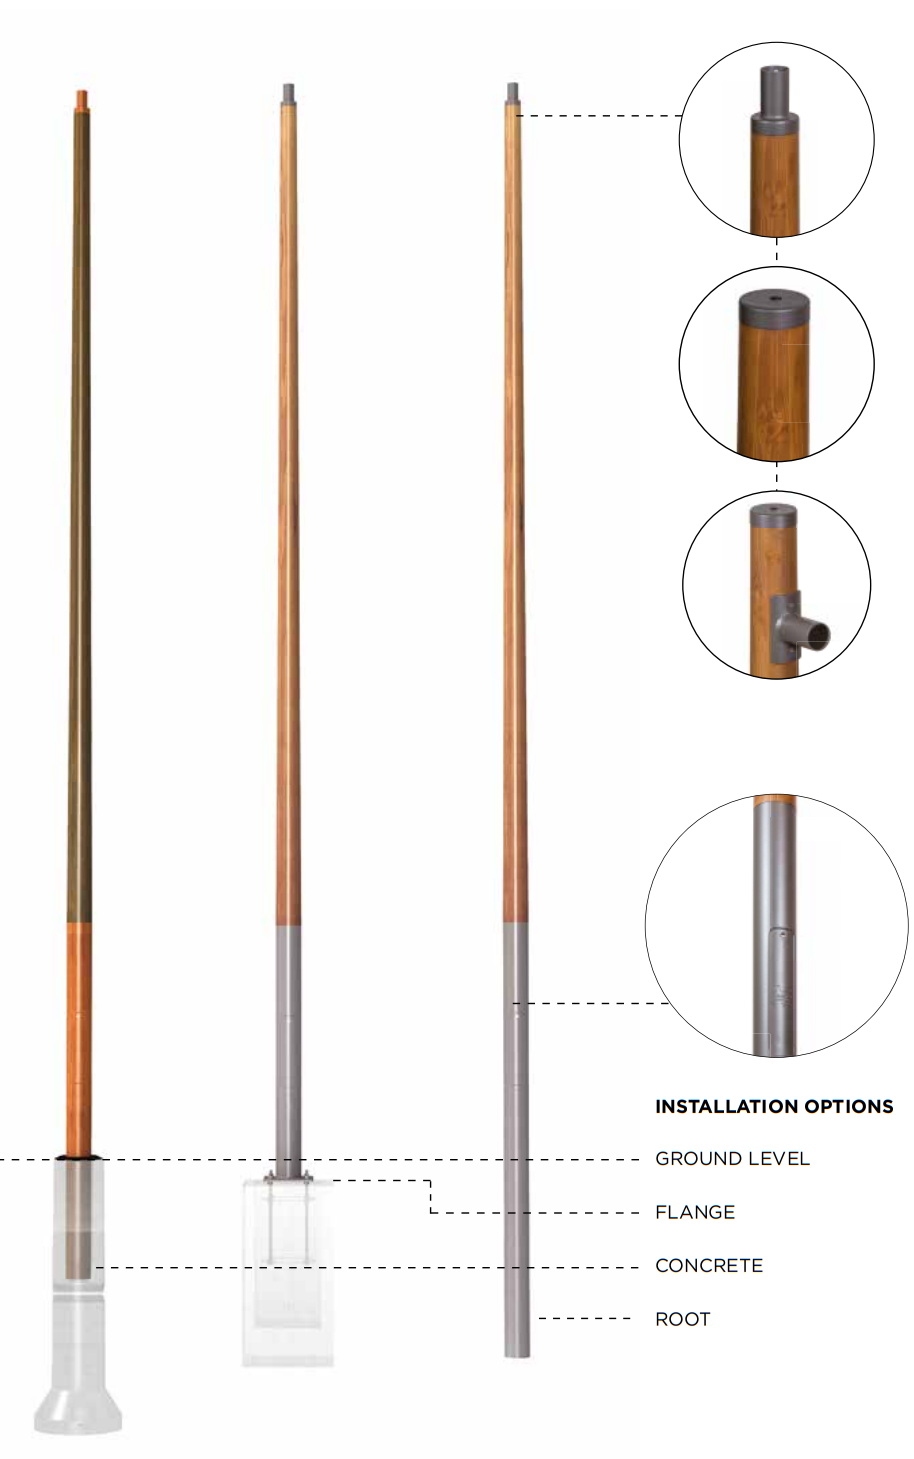 INSTALLATION OPTIONS
GROUND LEVEL
FLANGE
CONCRETE
ROOT